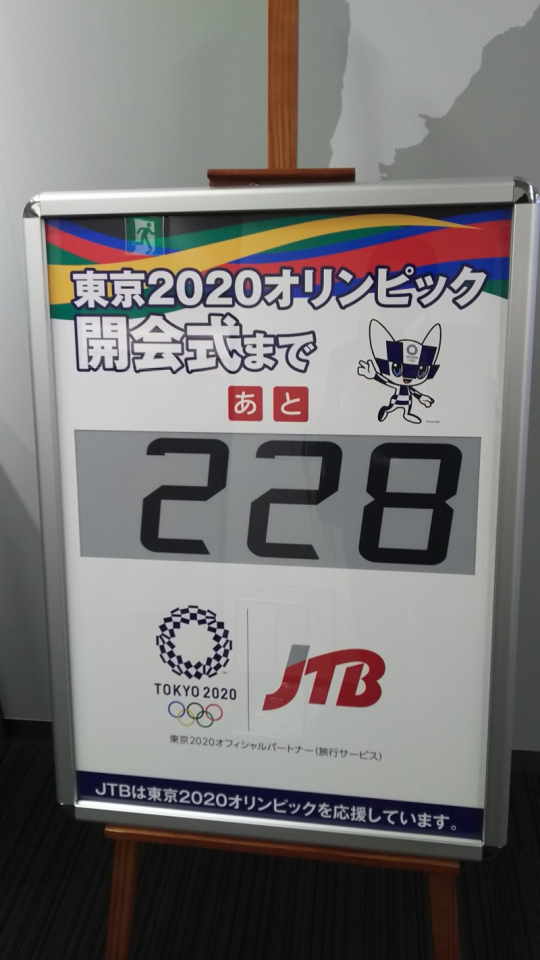 東京2020オリンピック
開会式まで
あと
228
TOKYO 2020
JTB
東京2020オフィシャルパートナー(旅行サービス)
JTBは東京2020オリンピックを応援しています。